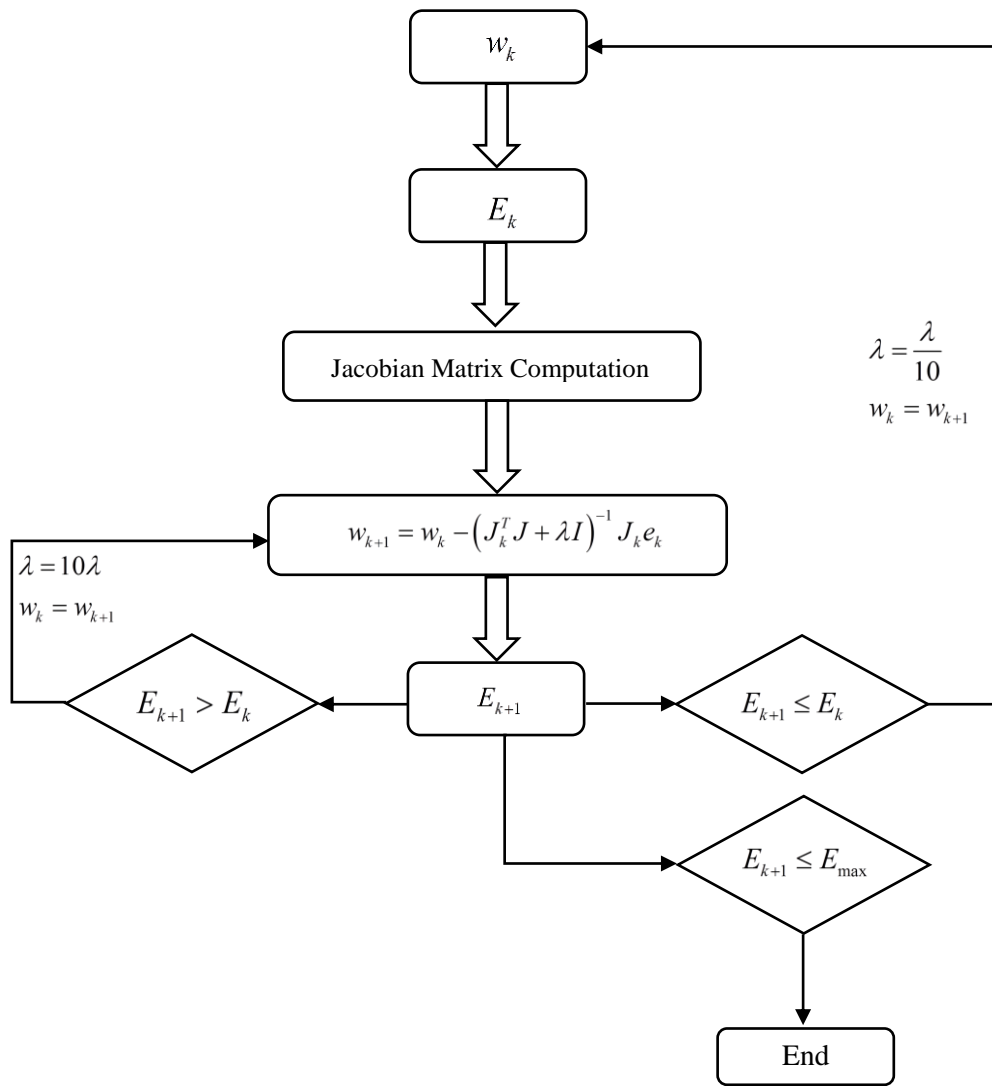 w_k
E_k
Jacobian Matrix Computation
λ = λ/10
w_k = w_{k+1}
w_{k+1} = w_k − (J_k^T J + λI)^{−1} J_k e_k
λ = 10λ
w_k = w_{k+1}
E_{k+1} > E_k
E_{k+1}
E_{k+1} ≤ E_k
E_{k+1} ≤ E_max
End